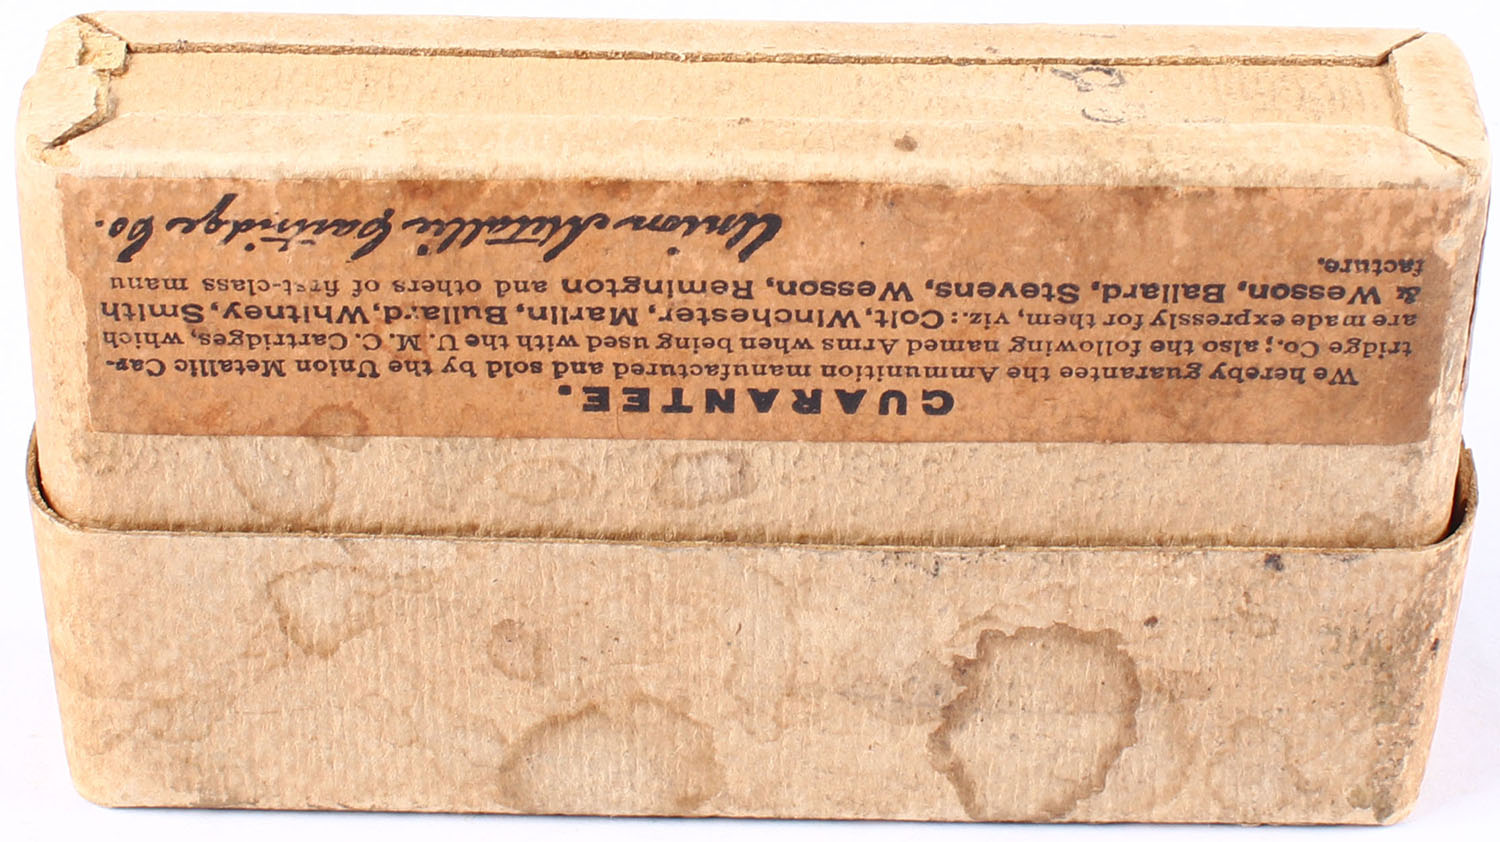 GUARANTEE.
We hereby guarantee the Ammunition manufactured and sold by the Union Metallic Car-
tridge Co.; also the following named Arms when being used with the U. M. C. Cartridges, which
are made expressly for them, viz.: Colt, Winchester, Marlin, Bullard, Whitney, Smith
& Wesson, Ballard, Stevens, Wesson, Remington and others of first-class manu
facture.
Union Metallic Cartridge Co.